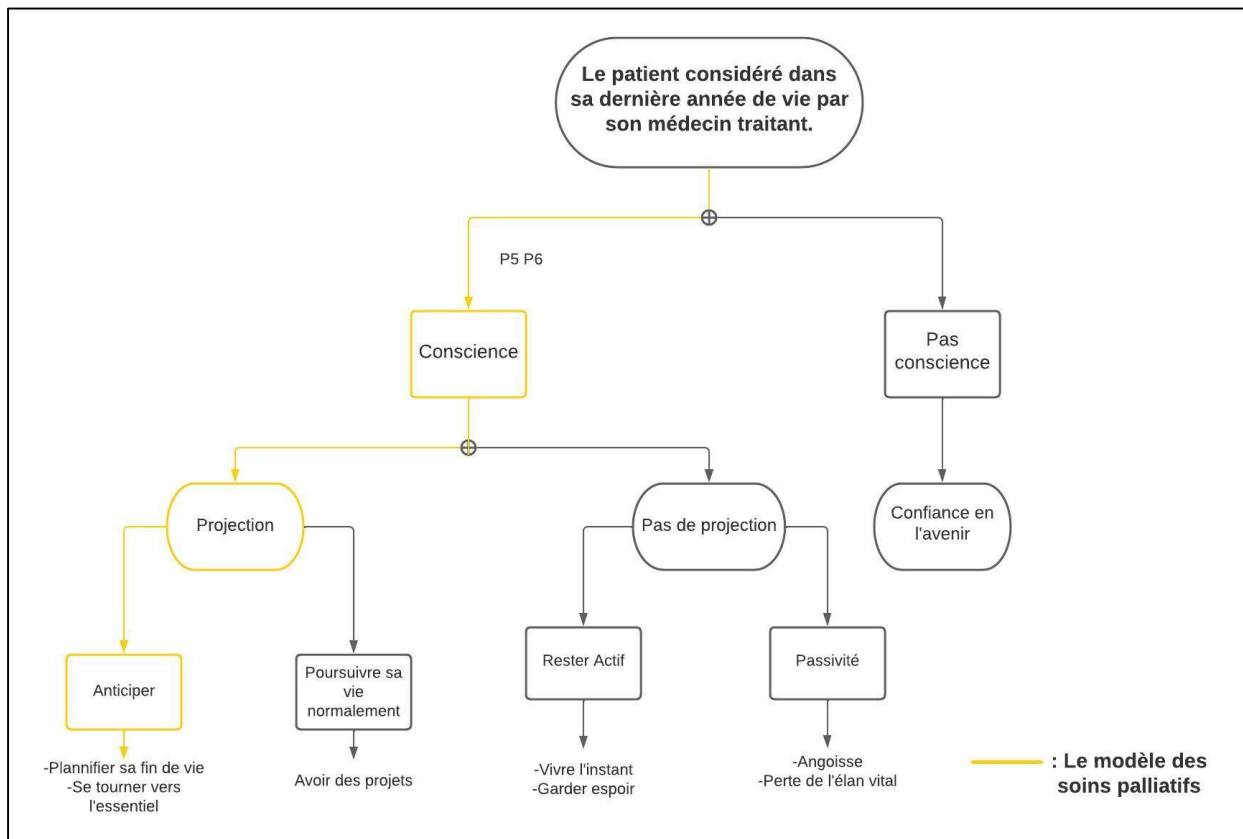 Le patient considéré dans
sa dernière année de vie par
son médecin traitant.
P5 P6
Conscience
Pas
conscience
Projection
Pas de projection
Confiance en
l'avenir
Anticiper
Poursuivre sa
vie
normalement
Rester Actif
Passivité
-Plannifier sa fin de vie
-Se tourner vers
l'essentiel
Avoir des projets
-Vivre l'instant
-Garder espoir
-Angoisse
-Perte de l'élan vital
: Le modèle des
soins palliatifs